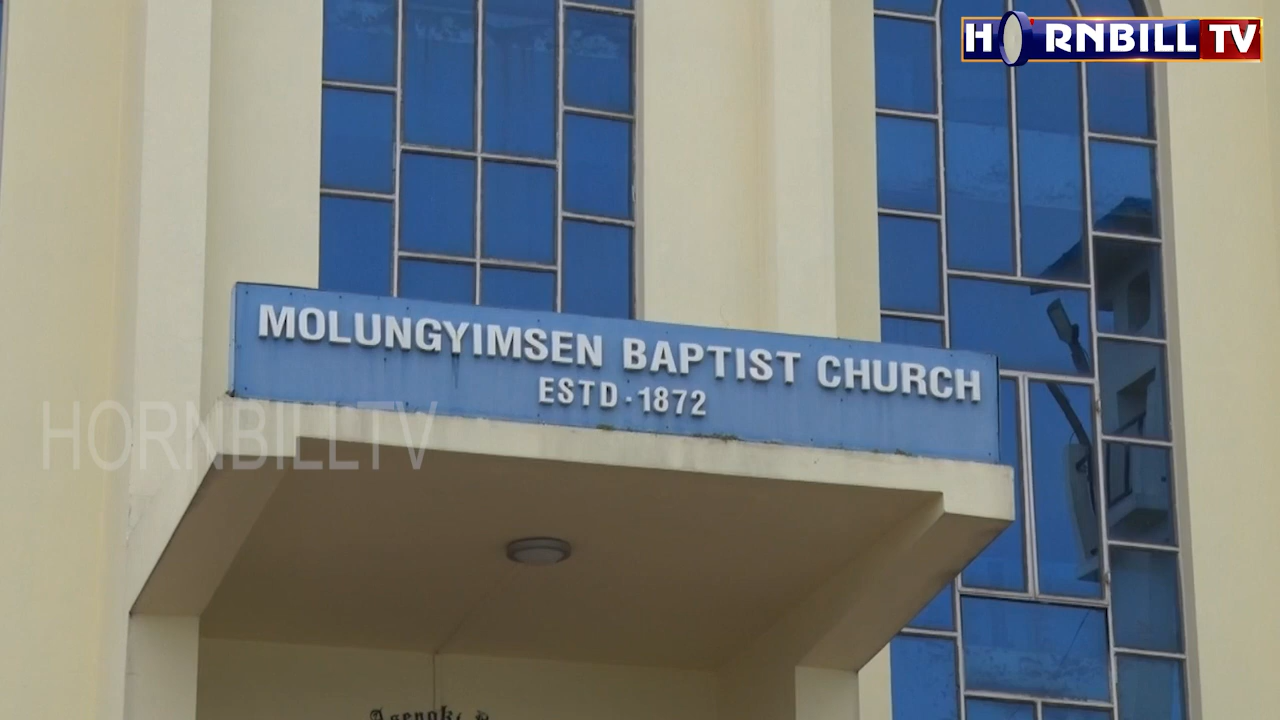 HORNBILL TV
MOLUNGYIMSEN BAPTIST CHURCH
ESTD-1872
HORNBILLTV